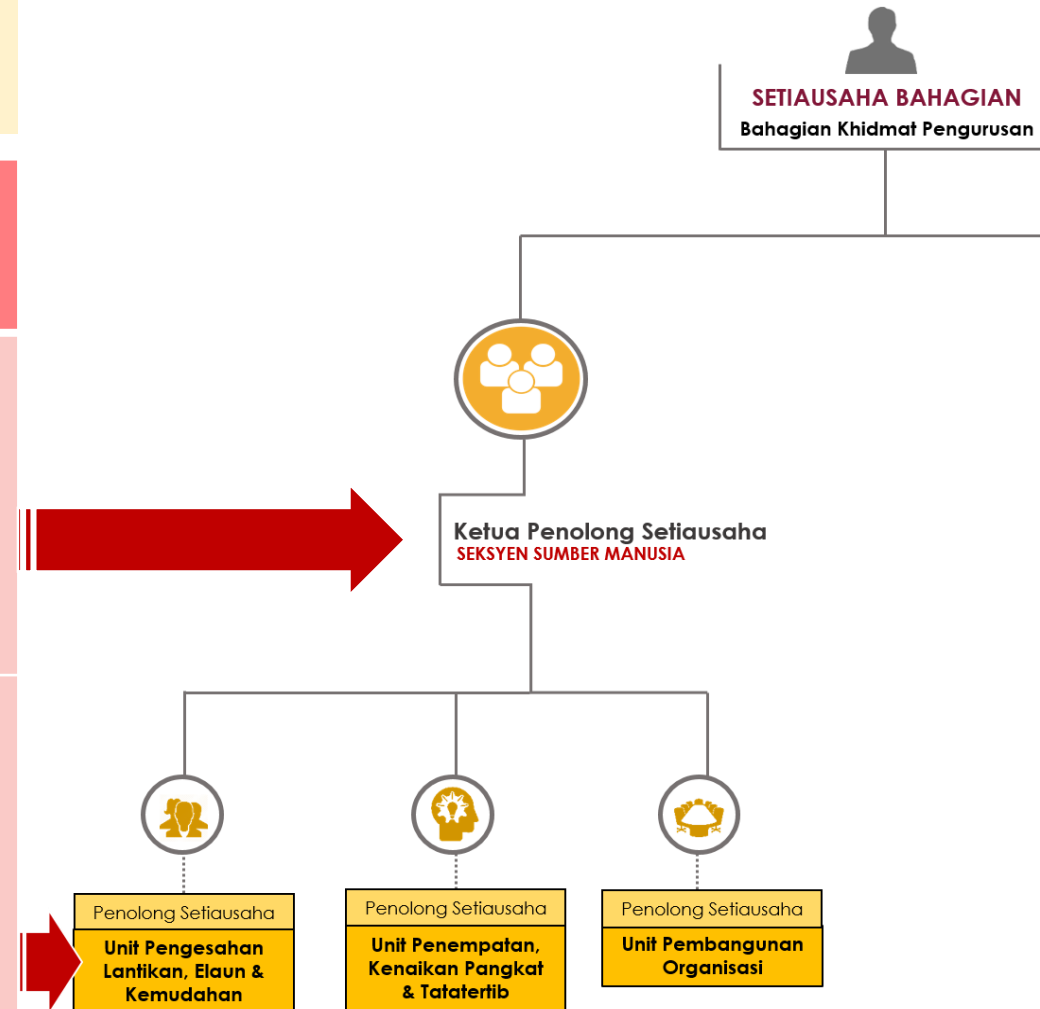 SETIAUSAHA BAHAGIAN
Bahagian Khidmat Pengurusan
Ketua Penolong Setiausaha
SEKSYEN SUMBER MANUSIA
Penolong Setiausaha
Unit Pengesahan
Lantikan, Elaun &
Kemudahan
Penolong Setiausaha
Unit Penempatan,
Kenaikan Pangkat
& Tatatertib
Penolong Setiausaha
Unit Pembangunan
Organisasi